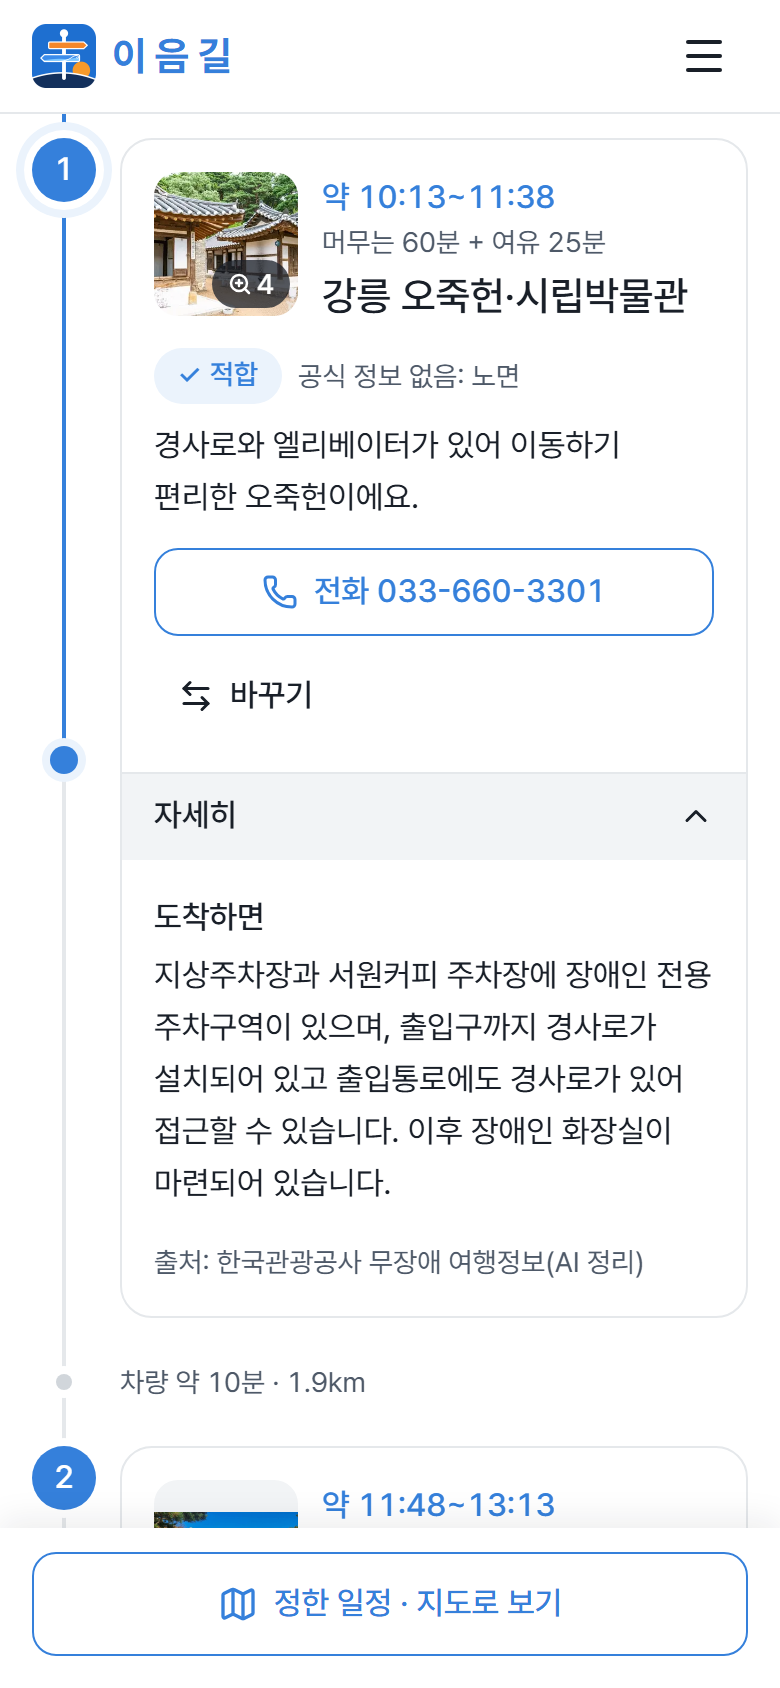 이음길
1
약 10:13~11:38
머무는 60분 + 여유 25분
강릉 오죽헌·시립박물관
4
적합
공식 정보 없음: 노면
경사로와 엘리베이터가 있어 이동하기
편리한 오죽헌이에요.
전화 033-660-3301
바꾸기
자세히
도착하면
지상주차장과 서원커피 주차장에 장애인 전용
주차구역이 있으며, 출입구까지 경사로가
설치되어 있고 출입통로에도 경사로가 있어
접근할 수 있습니다. 이후 장애인 화장실이
마련되어 있습니다.
출처: 한국관광공사 무장애 여행정보(AI 정리)
차량 약 10분 · 1.9km
2
약 11:48~13:13
정한 일정 · 지도로 보기